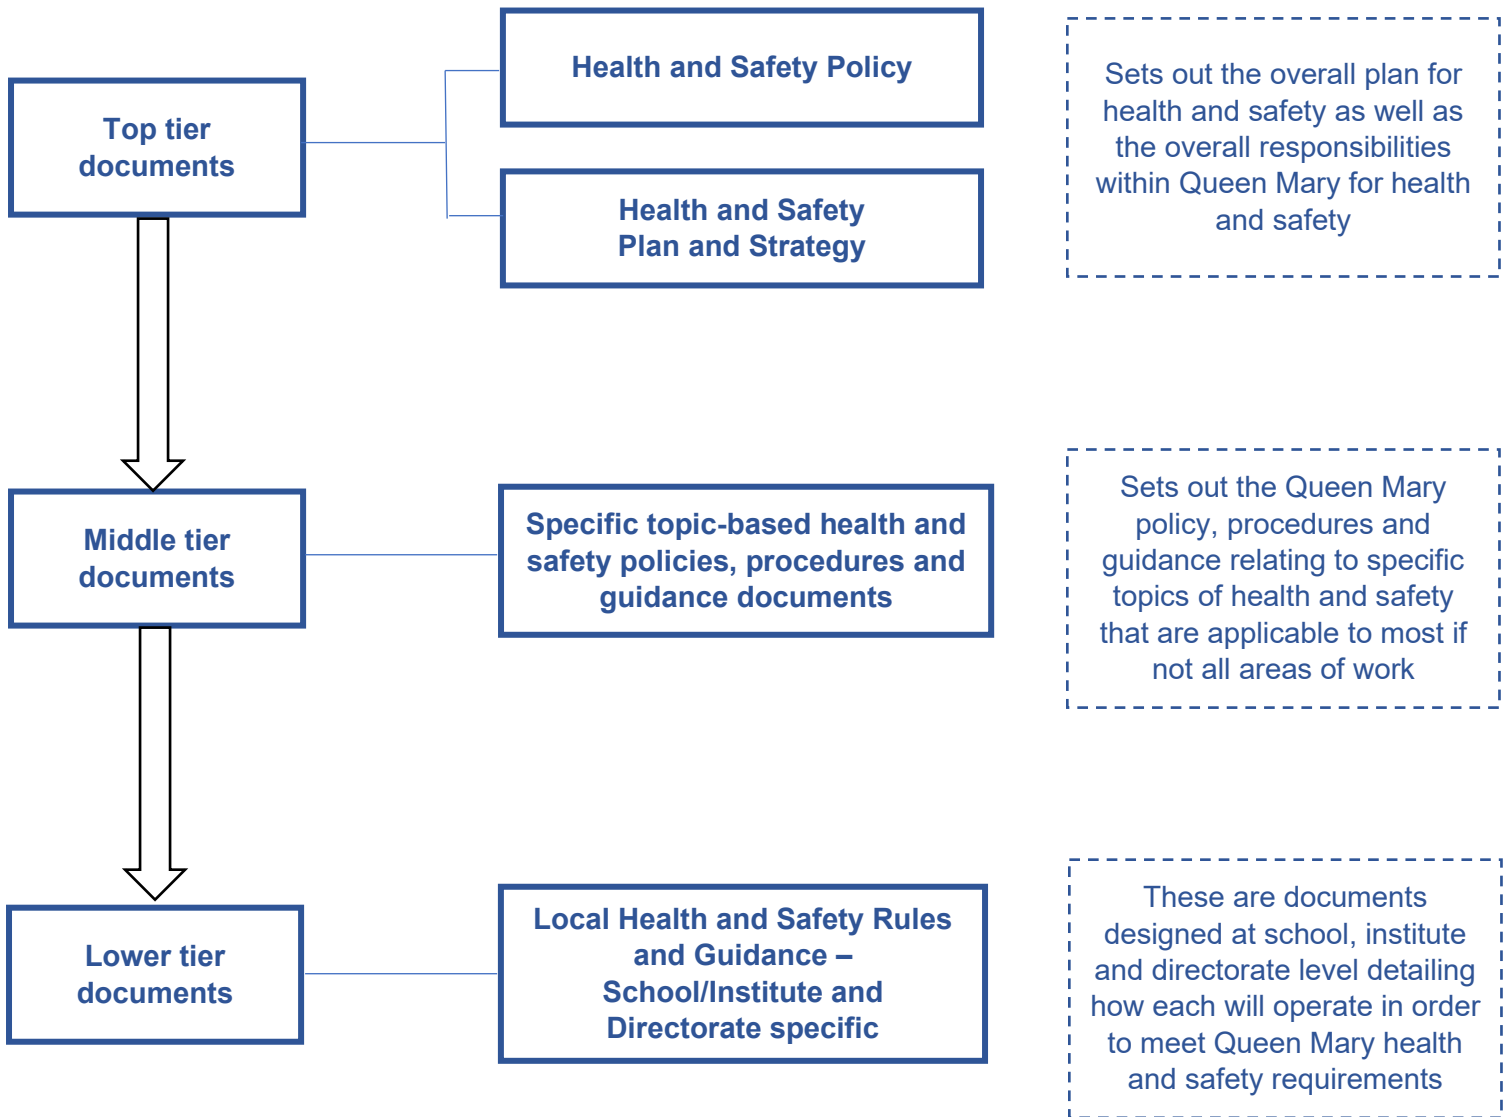 Top tier
documents
Health and Safety Policy
Health and Safety
Plan and Strategy
Sets out the overall plan for
health and safety as well as
the overall responsibilities
within Queen Mary for health
and safety
Middle tier
documents
Specific topic-based health and
safety policies, procedures and
guidance documents
Sets out the Queen Mary
policy, procedures and
guidance relating to specific
topics of health and safety
that are applicable to most if
not all areas of work
Lower tier
documents
Local Health and Safety Rules
and Guidance –
School/Institute and
Directorate specific
These are documents
designed at school, institute
and directorate level detailing
how each will operate in order
to meet Queen Mary health
and safety requirements